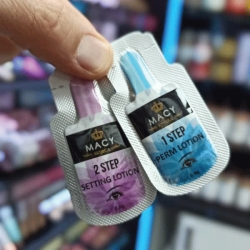 MACY
2 STEP
SETTING LOTION
MACY
1 STEP
PERM LOTION